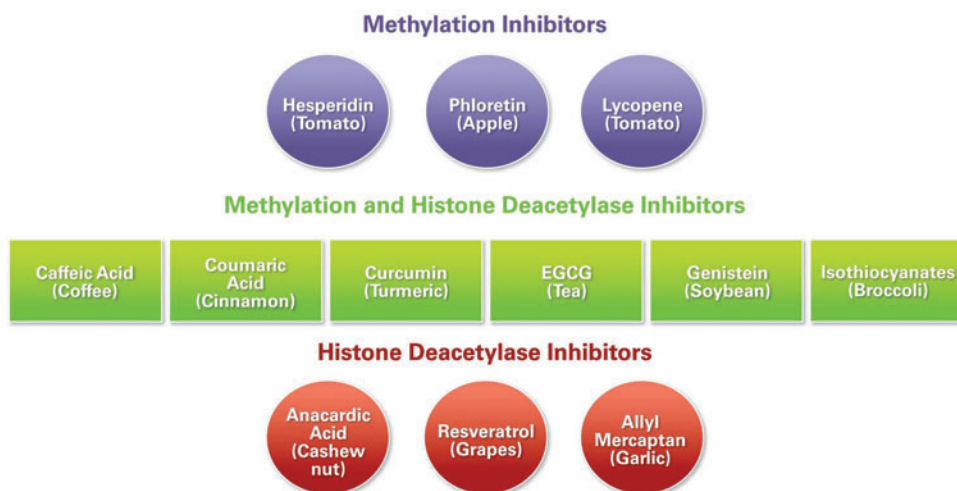 Methylation Inhibitors
Hesperidin
(Tomato)
Phloretin
(Apple)
Lycopene
(Tomato)
Methylation and Histone Deacetylase Inhibitors
Caffeic Acid
(Coffee)
Coumaric
Acid
(Cinnamon)
Curcumin
(Turmeric)
EGCG
(Tea)
Genistein
(Soybean)
Isothiocyanates
(Broccoli)
Histone Deacetylase Inhibitors
Anacardic
Acid
(Cashew
nut)
Resveratrol
(Grapes)
Allyl
Mercaptan
(Garlic)